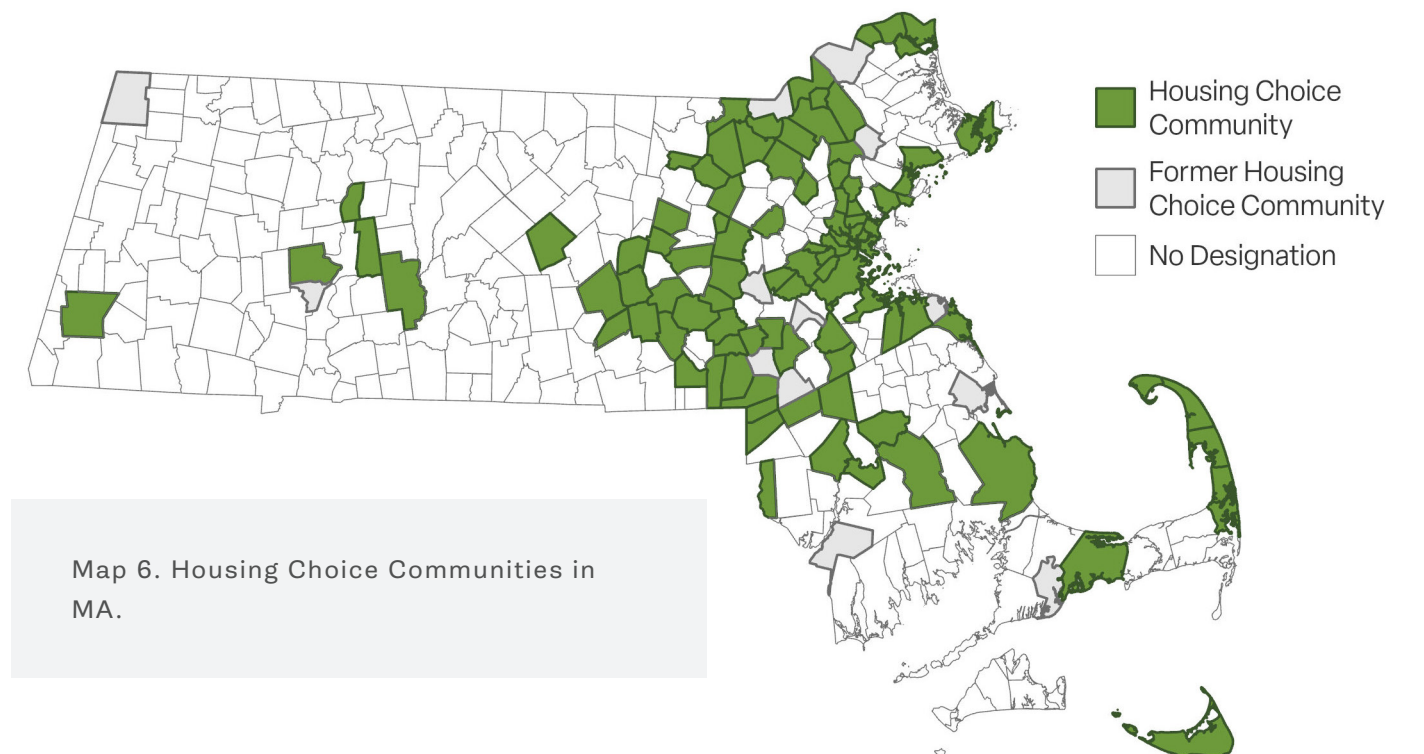 Housing Choice
Community
Former Housing
Choice Community
No Designation
Map 6. Housing Choice Communities in
MA.